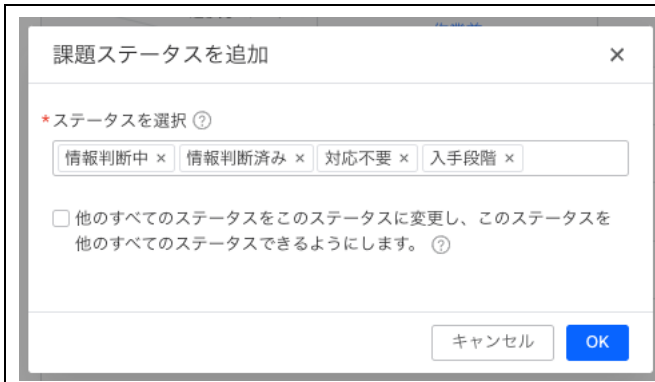 課題ステータスを追加 ×
*ステータスを選択 ?
情報判断中 × 情報判断済み × 対応不要 × 入手段階 ×
他のすべてのステータスをこのステータスに変更し、このステータスを
他のすべてのステータスできるようにします。 ?
キャンセル OK